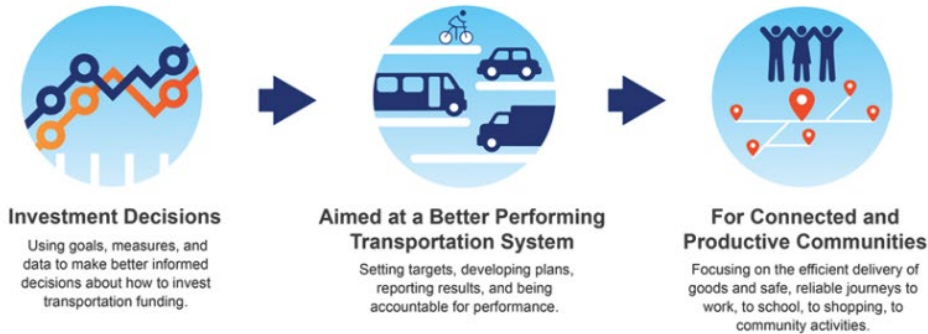 Investment Decisions
Using goals, measures, and
data to make better informed
decisions about how to invest
transportation funding.
Aimed at a Better Performing
Transportation System
Setting targets, developing plans,
reporting results, and being
accountable for performance.
For Connected and
Productive Communities
Focusing on the efficient delivery of
goods and safe, reliable journeys to
work, to school, to shopping, to
community activities.